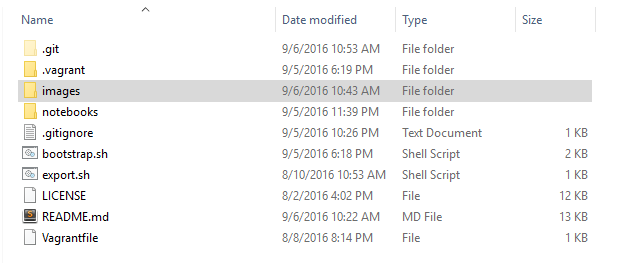 Name Date modified Type Size
.git 9/6/2016 10:53 AM File folder
.vagrant 9/5/2016 6:19 PM File folder
images 9/6/2016 10:43 AM File folder
notebooks 9/5/2016 11:39 PM File folder
.gitignore 9/5/2016 10:26 PM Text Document 1 KB
bootstrap.sh 9/5/2016 6:18 PM Shell Script 2 KB
export.sh 8/10/2016 10:53 AM Shell Script 1 KB
LICENSE 8/2/2016 4:02 PM File 12 KB
README.md 9/6/2016 10:22 AM MD File 13 KB
Vagrantfile 8/8/2016 8:14 PM File 1 KB